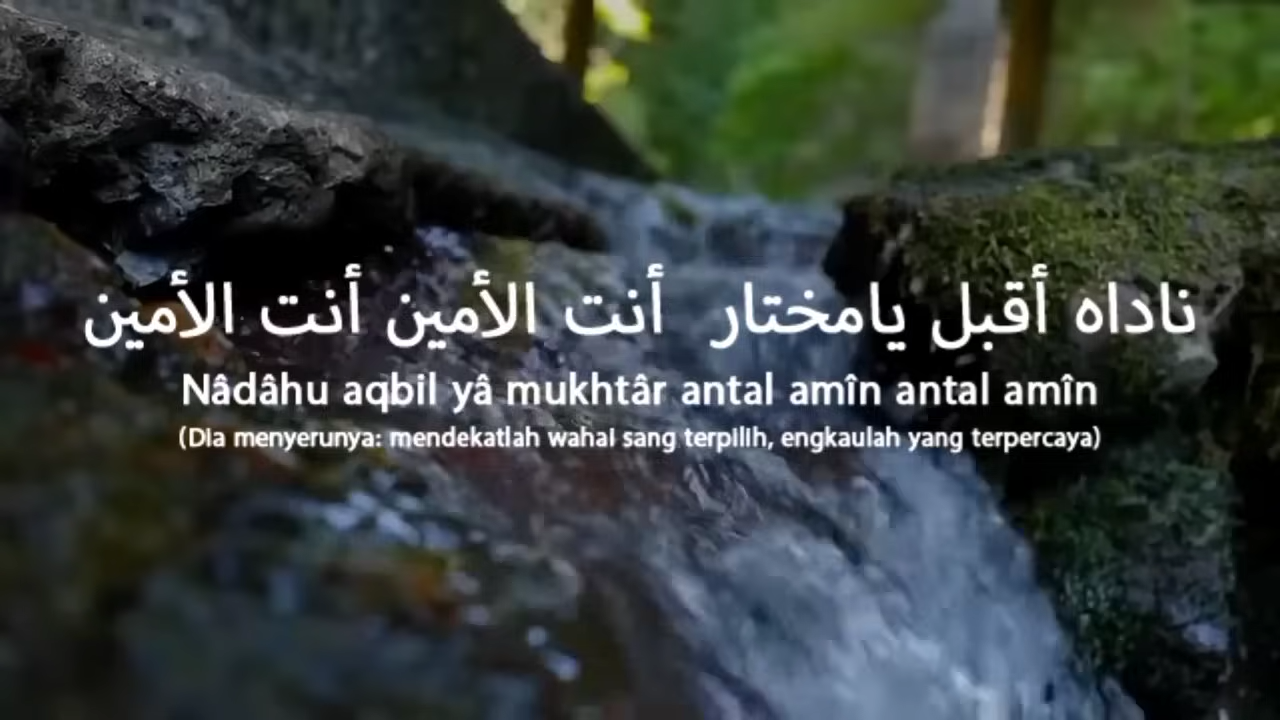 ناداه أقبل يامختار أنت الأمين أنت الأمين
Nâdâhu aqbil yâ mukhtâr antal amîn antal amîn
(Dia menyerunya: mendekatlah wahai sang terpilih, engkaulah yang terpercaya)